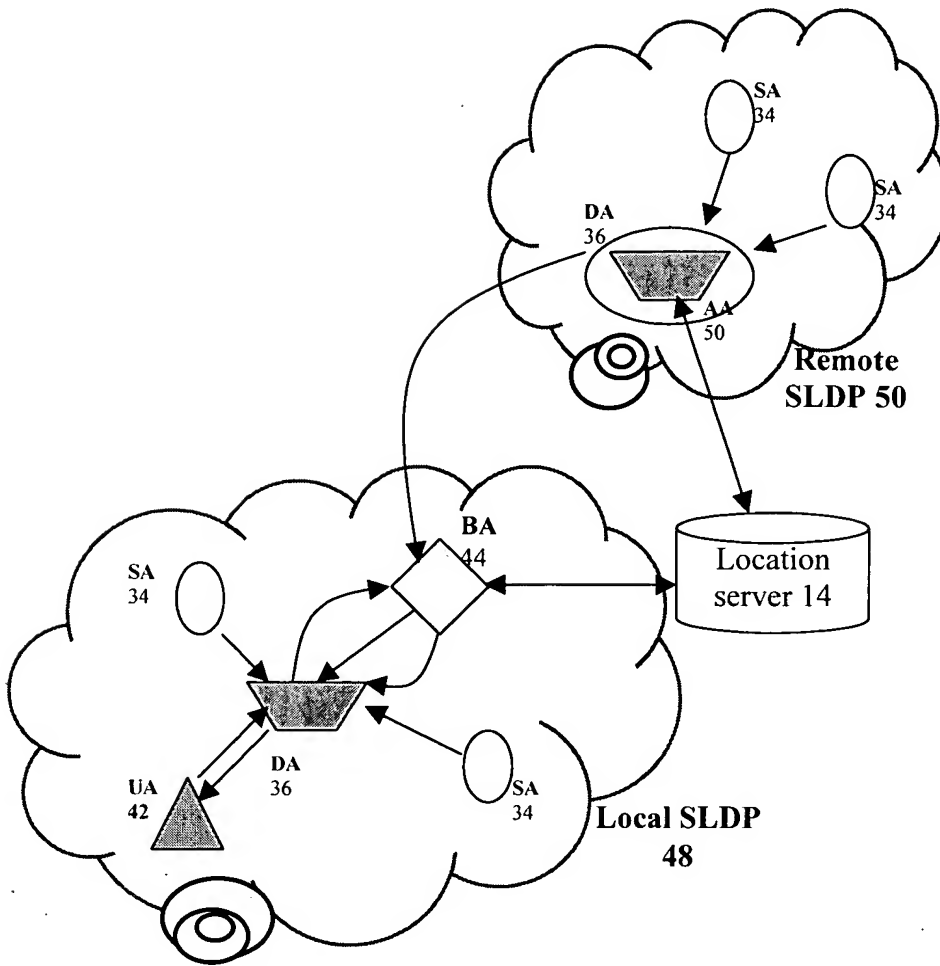 SA
34
SA
34
DA
36
AA
50
Remote
SLDP 50
BA
44
Location
server 14
SA
34
DA
36
UA
42
SA
34
Local SLDP
48